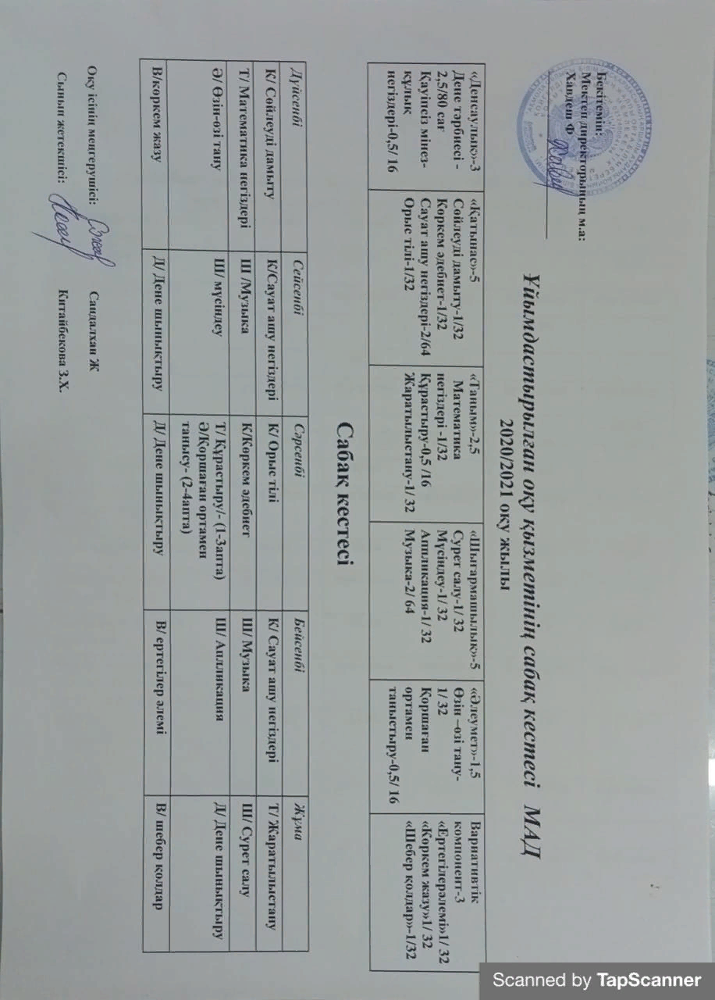 Бекітемін:
Мектеп директорының м.а:
Хавдеш Ф
Ұйымдастырылған оқу қызметінің сабақ кестесі МАД
2020/2021 оқу жылы
«Денсаулық»-3
Дене тәрбиесі -
2,5/80 сағ
Қауіпсіз мінез-
құлық
негіздері-0,5/ 16
«Қатынас»-5
Сөйлеуді дамыту-1/32
Көркем әдебиет-1/32
Сауат ашу негіздері-2/64
Орыс тілі-1/32
«Таным»-2,5
Математика
негіздері -1/32
Құрастыру-0,5 /16
Жаратылыстану-1/ 32
«Шығармашылық»-5
Сурет салу-1/ 32
Мүсіндеу-1/ 32
Аппликация-1/ 32
Музыка-2/ 64
«Әлеумет»-1,5
Өзін –өзі тану-
1/ 32
Қоршаған
ортамен
таныстыру-0,5/ 16
Вариативтік
компонент-3
«Ертегілерәлемі»1/ 32
«Көркем жазу»1/ 32
«Шебер қолдар»-1/32
Сабақ кестесі
Дүйсенбі
Сейсенбі
Сәрсенбі
Бейсенбі
Жұма
К/ Сөйлеуді дамыту
К/Сауат ашу негіздері
К/ Орыс тілі
К/ Сауат ашу негіздері
Т/ Жаратылыстану
Т/ Математика негіздері
Ш /Музыка
К/Көркем әдебиет
Ш/ Музыка
Ш/ Сурет салу
Ә/ Өзін-өзі тану
Ш/ мүсіндеу
Т/ Құрастыру/- (1-3апта)
Ә/Қоршаған ортамен
танысу- (2-4апта)
Ш/ Апликация
Д/ Дене шынықтыру
В/көркем жазу
Д/ Дене шынықтыру
Д/ Дене шынықтыру
В/ ертегілер әлемі
В/ шебер қолдар
Оқу ісінің меңгерушісі: Сандалхан Ж
Сынып жетекшісі: Китайбекова З.Х.
Scanned by TapScanner